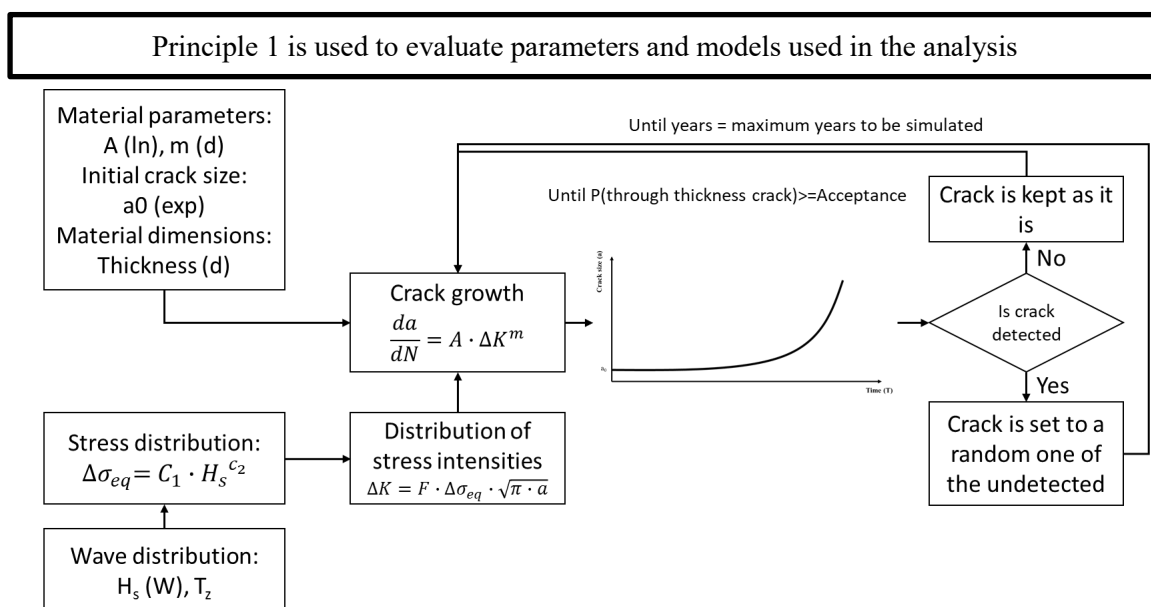 Principle 1 is used to evaluate parameters and models used in the analysis
Material parameters:
A (ln), m (d)
Initial crack size:
a0 (exp)
Material dimensions:
Thickness (d)
Until years = maximum years to be simulated
Until P(through thickness crack)>=Acceptance
Crack is kept as it
is
No
Crack growth
da/dN = A · ΔK^m
Crack size (a)
a₀
Time (T)
Is crack
detected
Yes
Stress distribution:
Δσ_eq = C₁ · H_s^c₂
Distribution of
stress intensities
ΔK = F · Δσ_eq · √(π · a)
Crack is set to a
random one of
the undetected
Wave distribution:
Hₛ (W), T_z